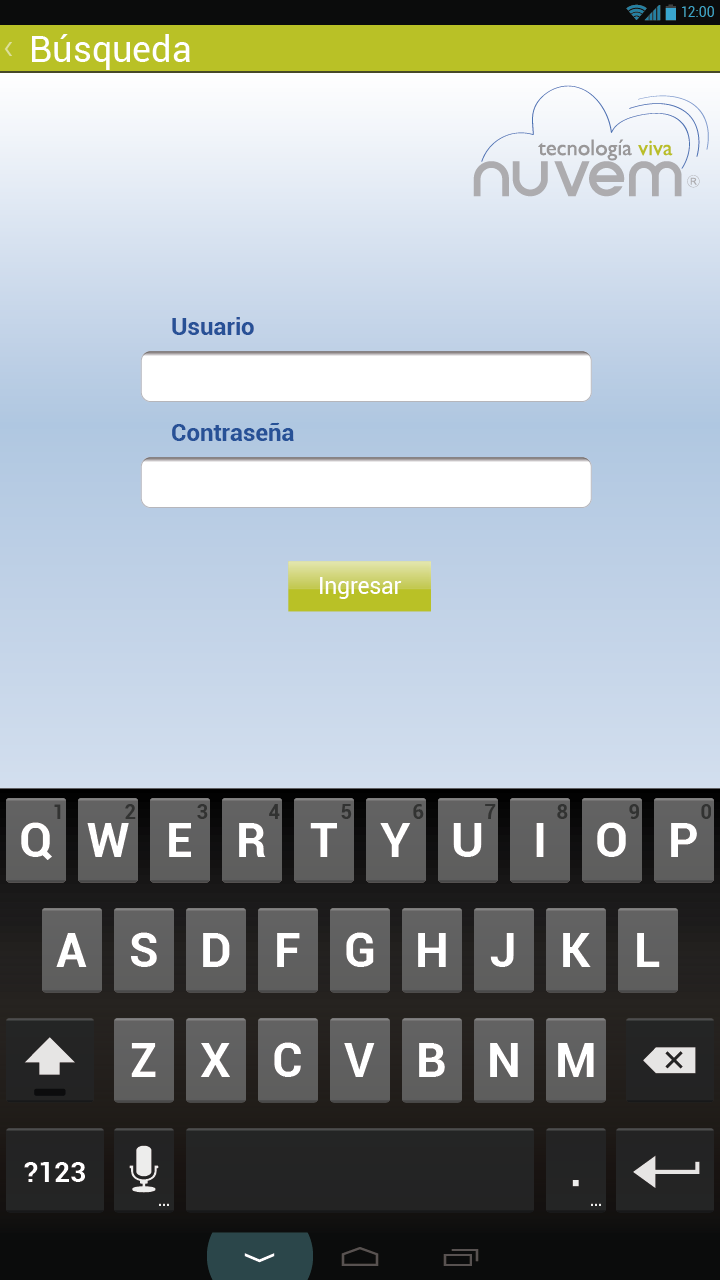 12:00
Búsqueda
tecnología viva
nuvem®
Usuario
Contraseña
Ingresar
1 2 3 4 5 6 7 8 9 0
Q W E R T Y U I O P
A S D F G H J K L
Z X C V B N M
?123 ... . ...